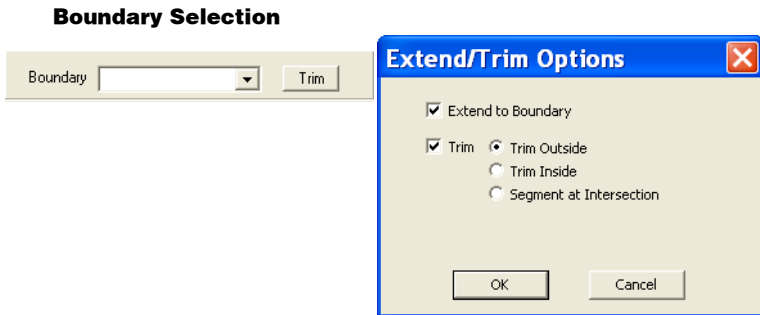 Boundary Selection
Boundary Trim
Extend/Trim Options
Extend to Boundary
Trim Trim Outside
Trim Inside
Segment at Intersection
OK Cancel